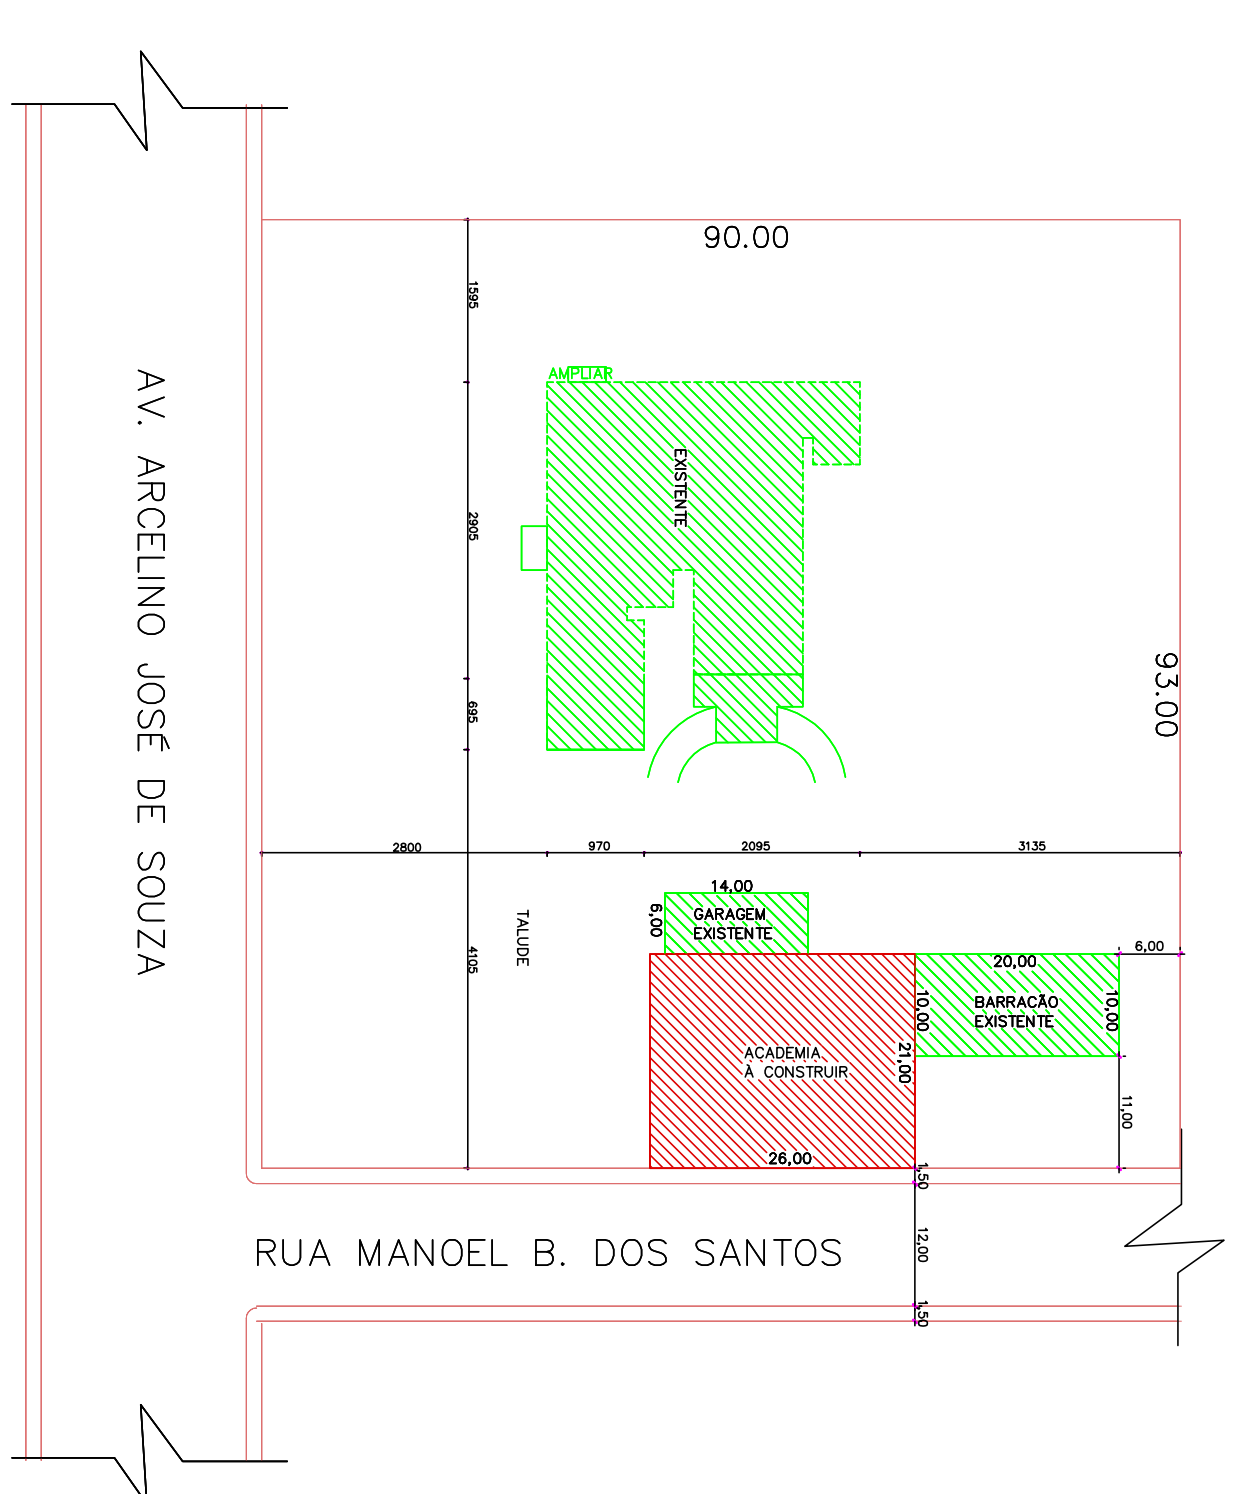 90.00
1595
AMPLIAR
EXISTENTE
2905
AV. ARCELINO JOSÉ DE SOUZA
93.00
695
2800
970
2095
3135
14,00
6,00
GARAGEM
EXISTENTE
TALUDE
4105
6,00
20,00
10,00
BARRACÃO
EXISTENTE
10,00
21,00
ACADEMIA
À CONSTRUIR
11,00
26,00
1,50
12,00
1,50
RUA MANOEL B. DOS SANTOS